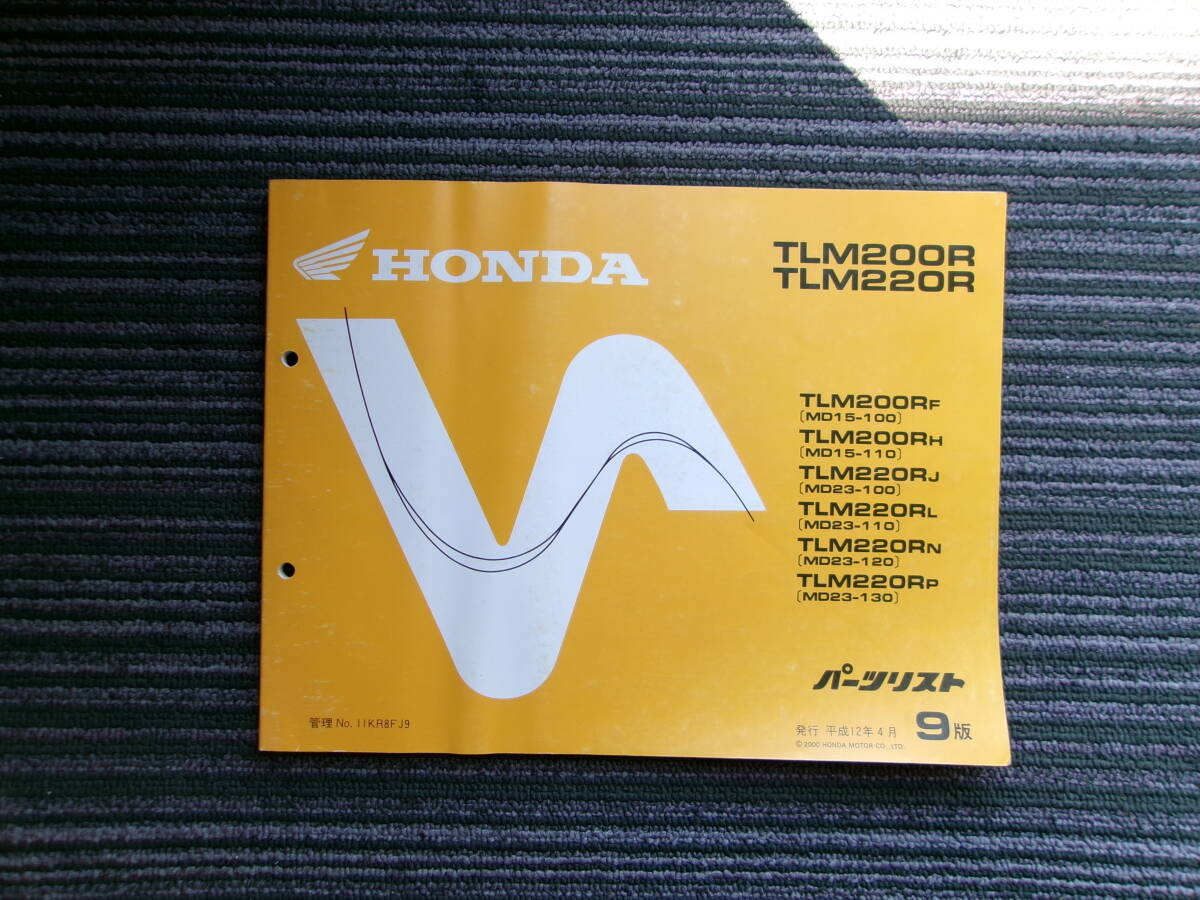 HONDA
TLM200R
TLM220R
TLM200RF
(MD15-100)
TLM200RH
(MD15-110)
TLM220RJ
(MD23-100)
TLM220RL
(MD23-110)
TLM220RN
(MD23-120)
TLM220RP
(MD23-130)
パーツリスト
管理 No. 11KR8FJ9
発行 平成12年4月 9版
© 2000 HONDA MOTOR CO., LTD.